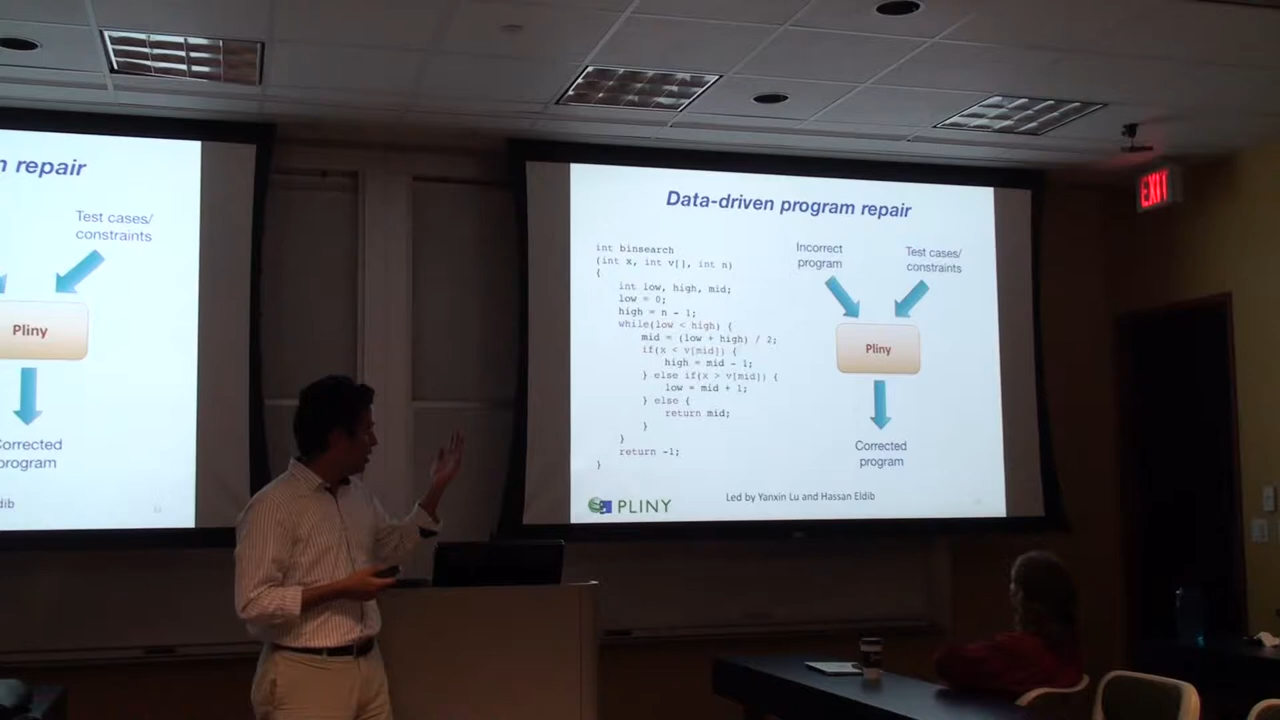 n repair
Test cases/
constraints
Pliny
Corrected
program
dib
Data-driven program repair
int binsearch
(int x, int v[], int n)
{
int low, high, mid;
low = 0;
high = n - 1;
while(low < high) {
mid = (low + high) / 2;
if(x < v[mid]) {
high = mid - 1;
} else if(x > v[mid]) {
low = mid + 1;
} else {
return mid;
}
}
return -1;
}
Incorrect
program
Test cases/
constraints
Pliny
Corrected
program
Led by Yanxin Lu and Hassan Eldib
PLINY
EXIT